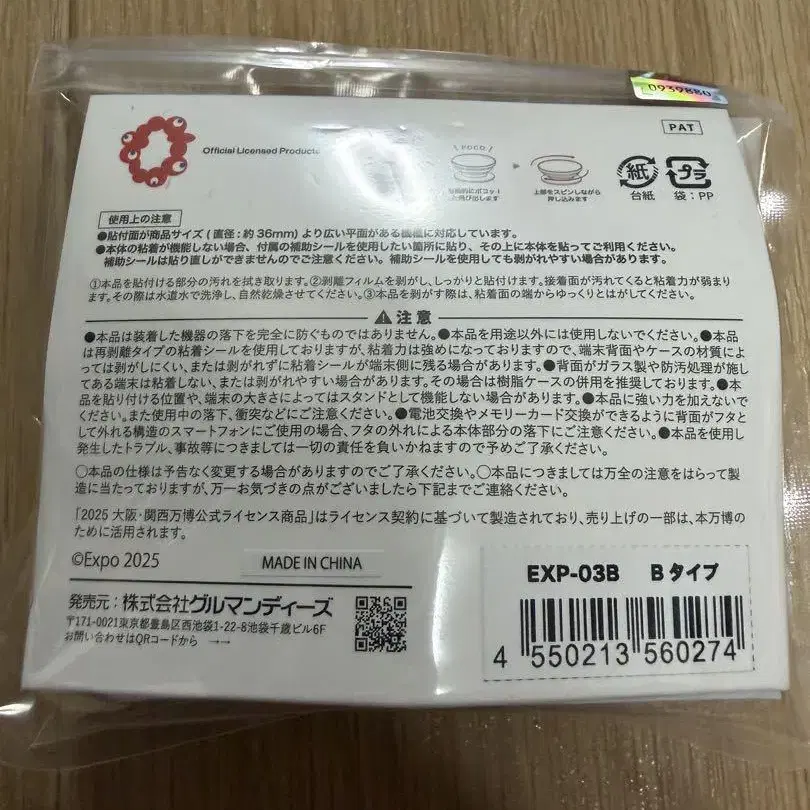 D939880
PAT
Official Licensed Products
POCO
上部をスピンしながら
押し込みます
紙
台紙
プラ
袋：PP
使用上の注意
●貼付面が商品サイズ（直径：約36mm）より広い平面がある機種に対応しています。
●本体の粘着が機能しない場合、付属の補助シールを使用したい箇所に貼り、その上に本体を貼ってご利用ください。
補助シールは貼り直しができませんのでご注意ください。補助シールを使用しても剥がれやすい場合があります。
①本品を貼付ける部分の汚れを拭き取ります。②剥離フィルムを剥がし、しっかりと貼付けます。接着面が汚れてくると粘着力が弱まり
ます。その際は水道水で洗浄し、自然乾燥させてください。③本品を剥がす際は、粘着面の端からゆっくりとはがしてください。
注意
●本品は装着した機器の落下を完全に防ぐものではありません。●本品を用途以外には使用しないでください。●本品
は再剥離タイプの粘着シールを使用しておりますが、粘着力は強めになっておりますので、端末背面やケースの材質によ
っては剥がしにくい、または剥がれずに粘着シールが端末側に残る場合があります。●背面がガラス製や防汚処理が施し
てある端末は粘着しない、または剥がれやすい場合があります。その場合は樹脂ケースの併用を推奨しております。●本
品を貼り付ける位置や、端末の大きさによってはスタンドとして機能しない場合があります。●本品に強い力を加えないで
ください。また使用中の落下、衝突などにご注意ください。●電池交換やメモリーカード交換ができるように背面がフタと
して外れる構造のスマートフォンにご使用の場合、フタの外れによる本体部分の落下にご注意ください。●本品を使用し
発生したトラブル、事故等につきましては一切の責任を負いかねますので予めご了承ください。
○本品の仕様は予告なく変更する場合がありますのでご了承ください。○本品につきましては万全の注意をはらって製
造に当たっておりますが、万一お気づきの点がございましたら下記までご連絡ください。
「2025 大阪・関西万博公式ライセンス商品」はライセンス契約に基づいて製造されており、売り上げの一部は、本万博の
ために活用されます。
©Expo 2025
MADE IN CHINA
発売元：株式会社グルマンディーズ
〒171-0021東京都豊島区西池袋1-22-8池袋千歳ビル6F
お問い合わせはQRコードから →→
EXP-03B Bタイプ
4 550213 560274